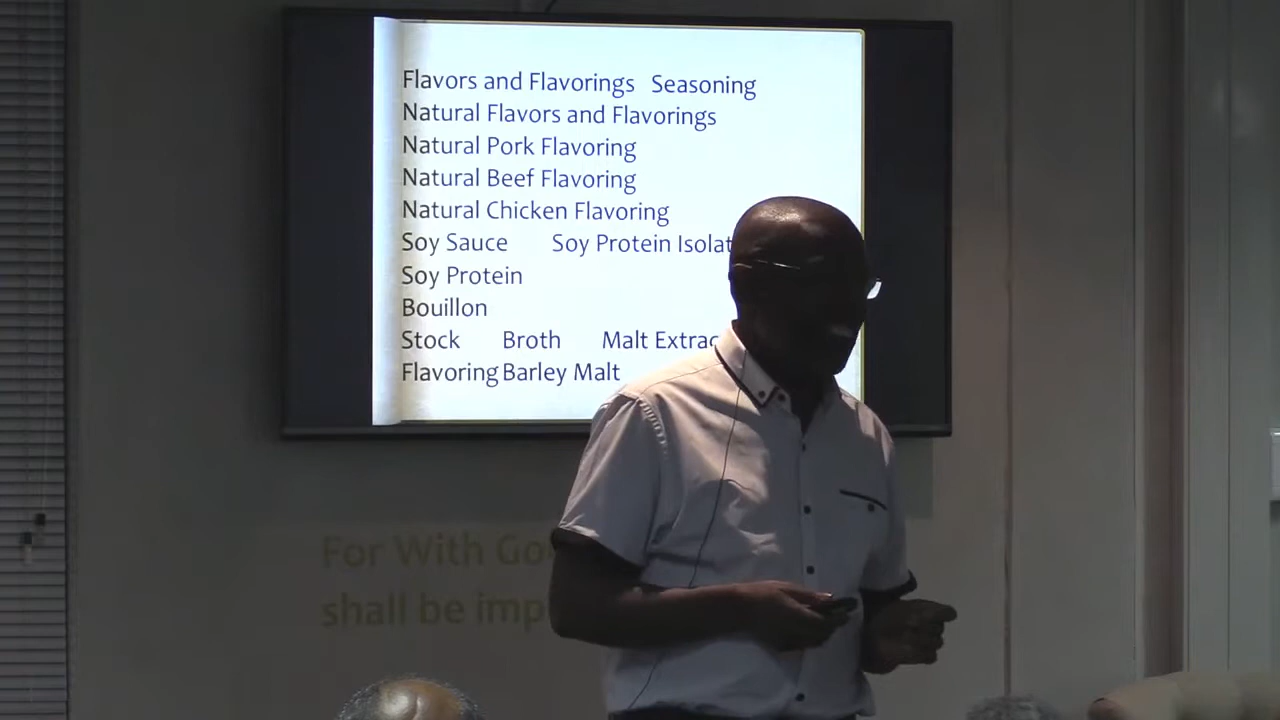 Flavors and Flavorings Seasoning
Natural Flavors and Flavorings
Natural Pork Flavoring
Natural Beef Flavoring
Natural Chicken Flavoring
Soy Sauce Soy Protein
Soy Protein
Bouillon
Stock Broth Malt
Flavoring Barley Malt
For With
shall be